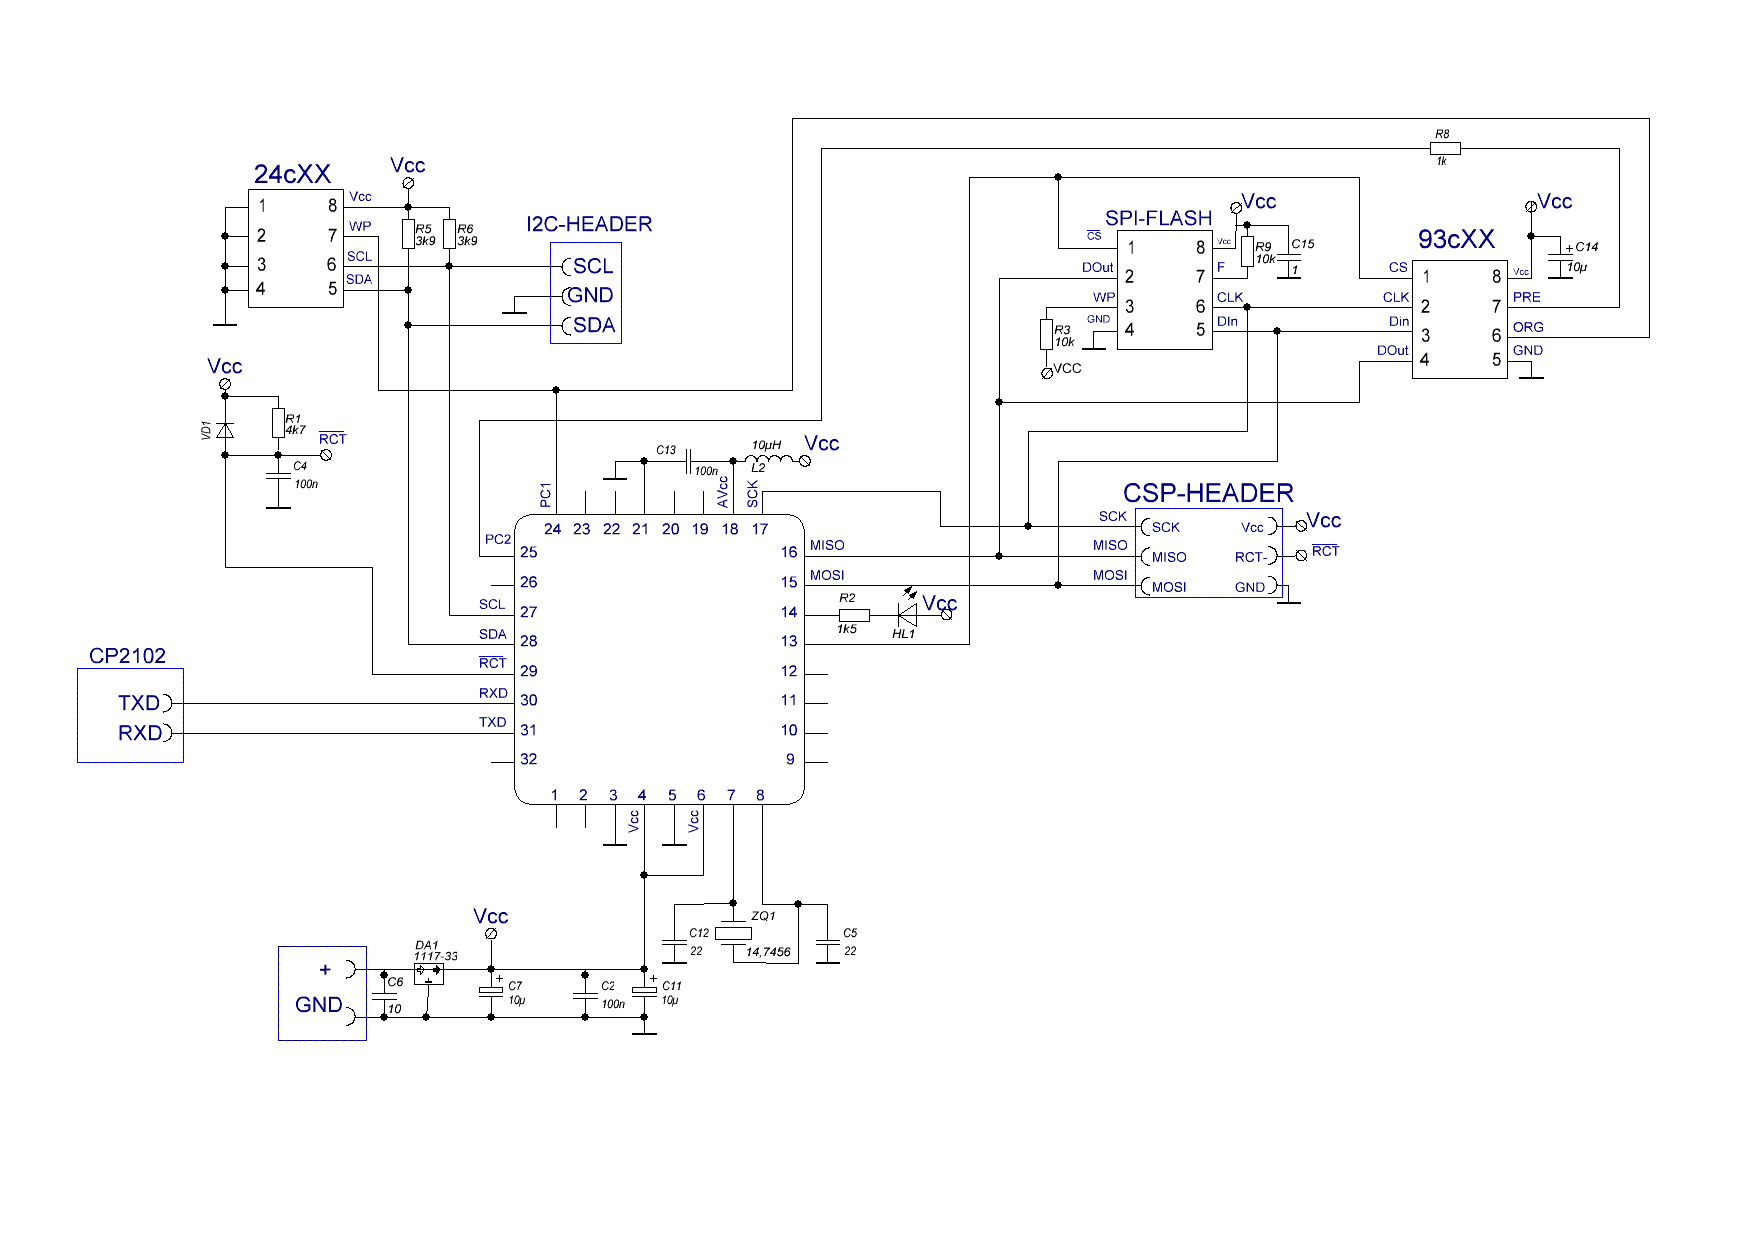 R8
1k
24cXX
Vcc
1 8 Vcc
2 7 WP
3 6 SCL
4 5 SDA
R5
3k9
R6
3k9
I2C-HEADER
SCL
GND
SDA
SPI-FLASH
Vcc
CS 1 8 Vcc
DOut 2 7 F
WP 3 6 CLK
GND 4 5 DIn
R9
10k
C15
1
R3
10k
VCC
93cXX
Vcc
+ C14
10µ
CS 1 8 Vcc
CLK 2 7 PRE
Din 3 6 ORG
DOut 4 5 GND
Vcc
VD1
R1
4k7
RCT
C4
100n
C13
100n
10µH
L2
Vcc
PC1 AVcc SCK
24 23 22 21 20 19 18 17
PC2 25
26
SCL 27
SDA 28
RCT 29
RXD 30
TXD 31
32
16 MISO
15 MOSI
14
13
12
11
10
9
R2
1k5
HL1
Vcc
CSP-HEADER
SCK SCK Vcc Vcc
MISO MISO RCT- RCT
MOSI MOSI GND
CP2102
TXD
RXD
1 2 3 4 5 6 7 8
Vcc Vcc
C12
22
ZQ1
14,7456
C5
22
Vcc
+
GND
C6
10
DA1
1117-33
+
C7
10µ
C2
100n
+
C11
10µ